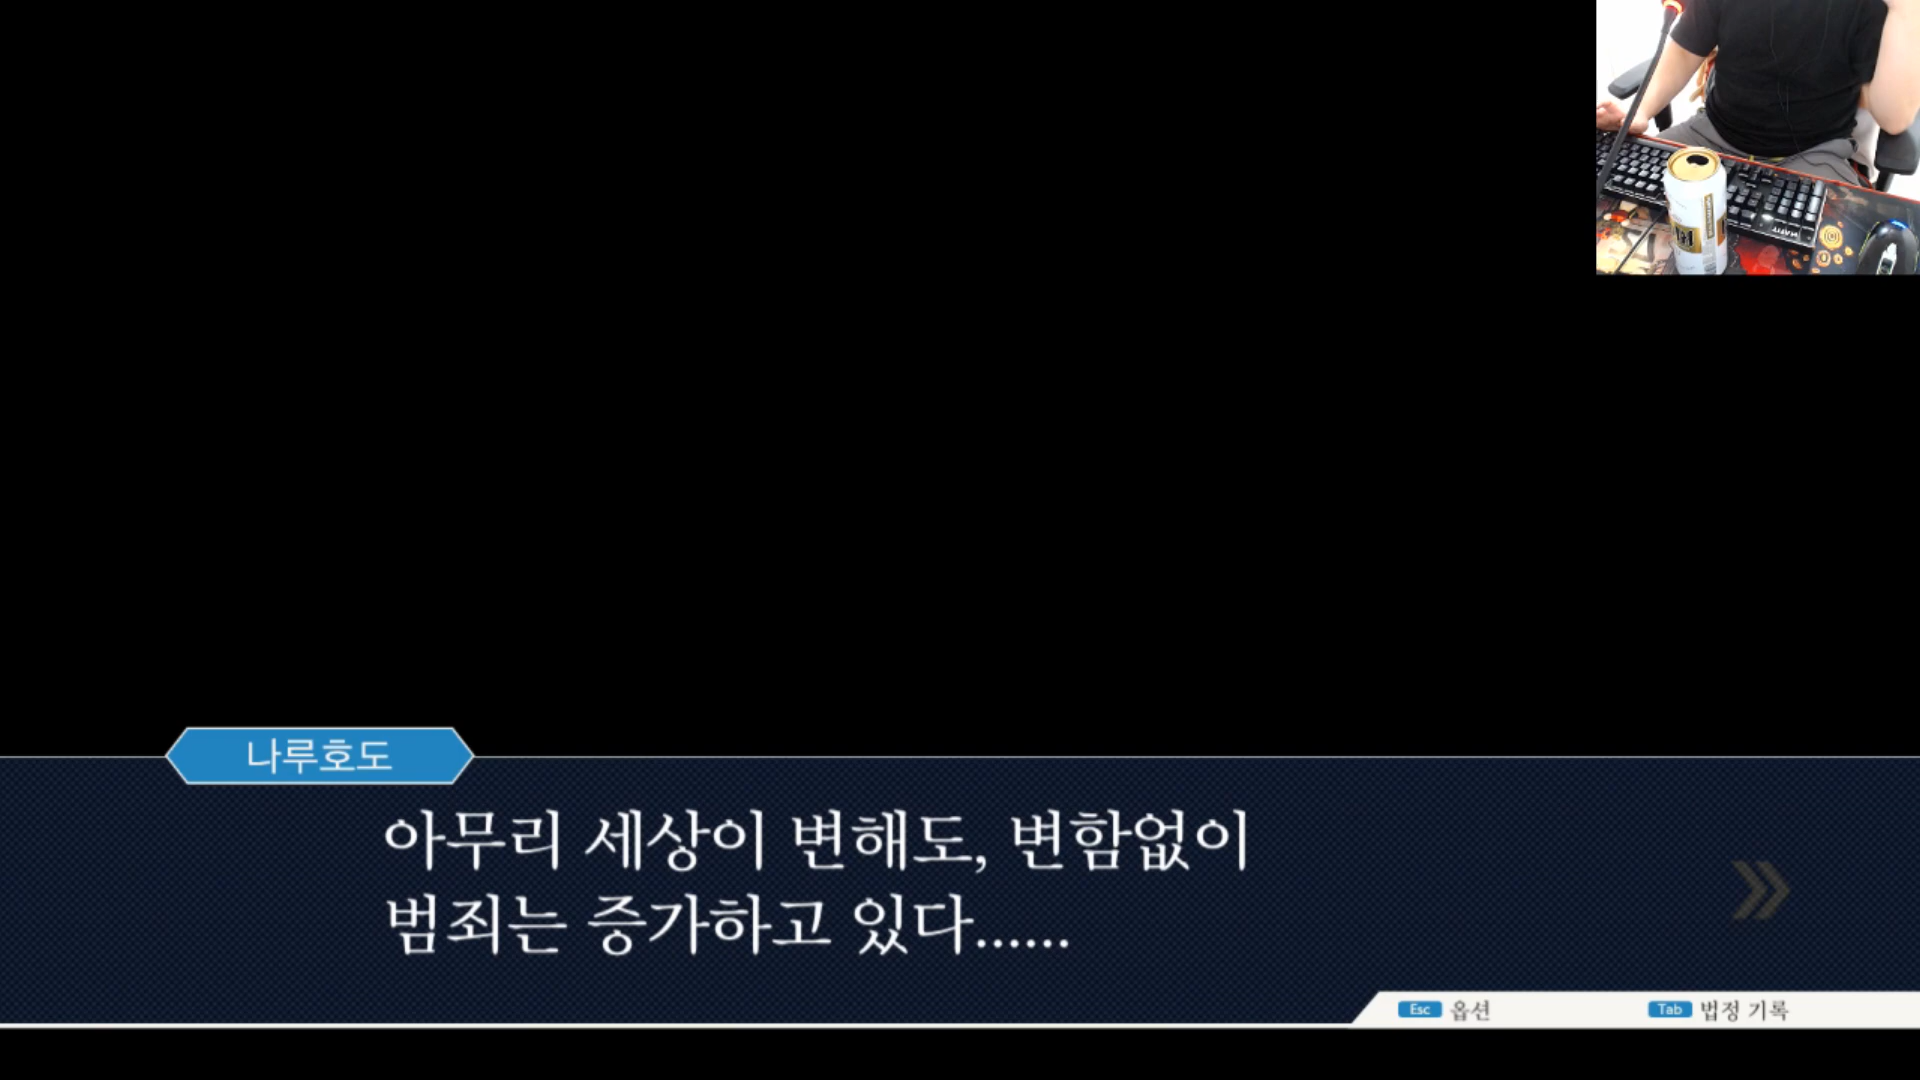 나루호도
아무리 세상이 변해도, 변함없이
범죄는 증가하고 있다......
Esc 옵션
Tab 법정 기록